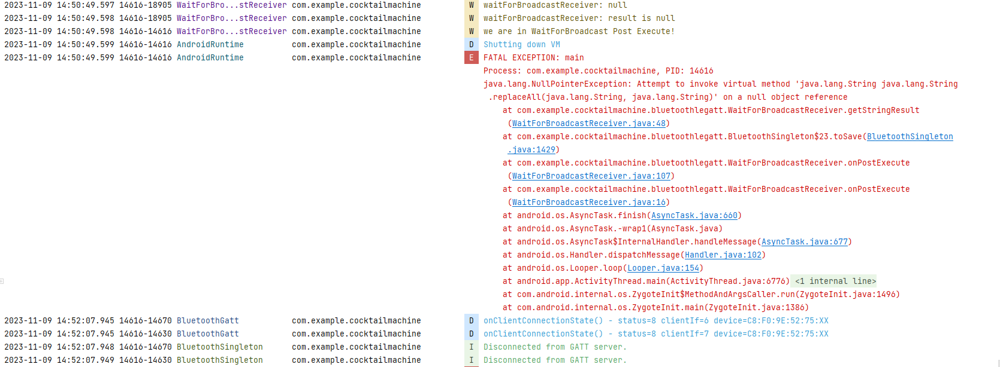 2023-11-09 14:50:49.597 14616-18905 WaitForBro...stReceiver com.example.cocktailmachine W waitForBroadcastReceiver: null
2023-11-09 14:50:49.598 14616-18905 WaitForBro...stReceiver com.example.cocktailmachine W waitForBroadcastReceiver: result is null
2023-11-09 14:50:49.598 14616-14616 WaitForBro...stReceiver com.example.cocktailmachine W we are in WaitForBroadcast Post Execute!
2023-11-09 14:50:49.599 14616-14616 AndroidRuntime com.example.cocktailmachine D Shutting down VM
2023-11-09 14:50:49.599 14616-14616 AndroidRuntime com.example.cocktailmachine E FATAL EXCEPTION: main
Process: com.example.cocktailmachine, PID: 14616
java.lang.NullPointerException: Attempt to invoke virtual method 'java.lang.String java.lang.String
.replaceAll(java.lang.String, java.lang.String)' on a null object reference
at com.example.cocktailmachine.bluetoothlegatt.WaitForBroadcastReceiver.getStringResult
(WaitForBroadcastReceiver.java:48)
at com.example.cocktailmachine.bluetoothlegatt.BluetoothSingleton$23.toSave(BluetoothSingleton
.java:1429)
at com.example.cocktailmachine.bluetoothlegatt.WaitForBroadcastReceiver.onPostExecute
(WaitForBroadcastReceiver.java:107)
at com.example.cocktailmachine.bluetoothlegatt.WaitForBroadcastReceiver.onPostExecute
(WaitForBroadcastReceiver.java:16)
at android.os.AsyncTask.finish(AsyncTask.java:660)
at android.os.AsyncTask.-wrap1(AsyncTask.java)
at android.os.AsyncTask$InternalHandler.handleMessage(AsyncTask.java:677)
at android.os.Handler.dispatchMessage(Handler.java:102)
at android.os.Looper.loop(Looper.java:154)
at android.app.ActivityThread.main(ActivityThread.java:6776) <1 internal line>
at com.android.internal.os.ZygoteInit$MethodAndArgsCaller.run(ZygoteInit.java:1496)
at com.android.internal.os.ZygoteInit.main(ZygoteInit.java:1386)
2023-11-09 14:52:07.945 14616-14670 BluetoothGatt com.example.cocktailmachine D onClientConnectionState() - status=8 clientIf=6 device=C8:F0:9E:52:75:XX
2023-11-09 14:52:07.945 14616-14630 BluetoothGatt com.example.cocktailmachine D onClientConnectionState() - status=8 clientIf=7 device=C8:F0:9E:52:75:XX
2023-11-09 14:52:07.948 14616-14670 BluetoothSingleton com.example.cocktailmachine I Disconnected from GATT server.
2023-11-09 14:52:07.949 14616-14630 BluetoothSingleton com.example.cocktailmachine I Disconnected from GATT server.